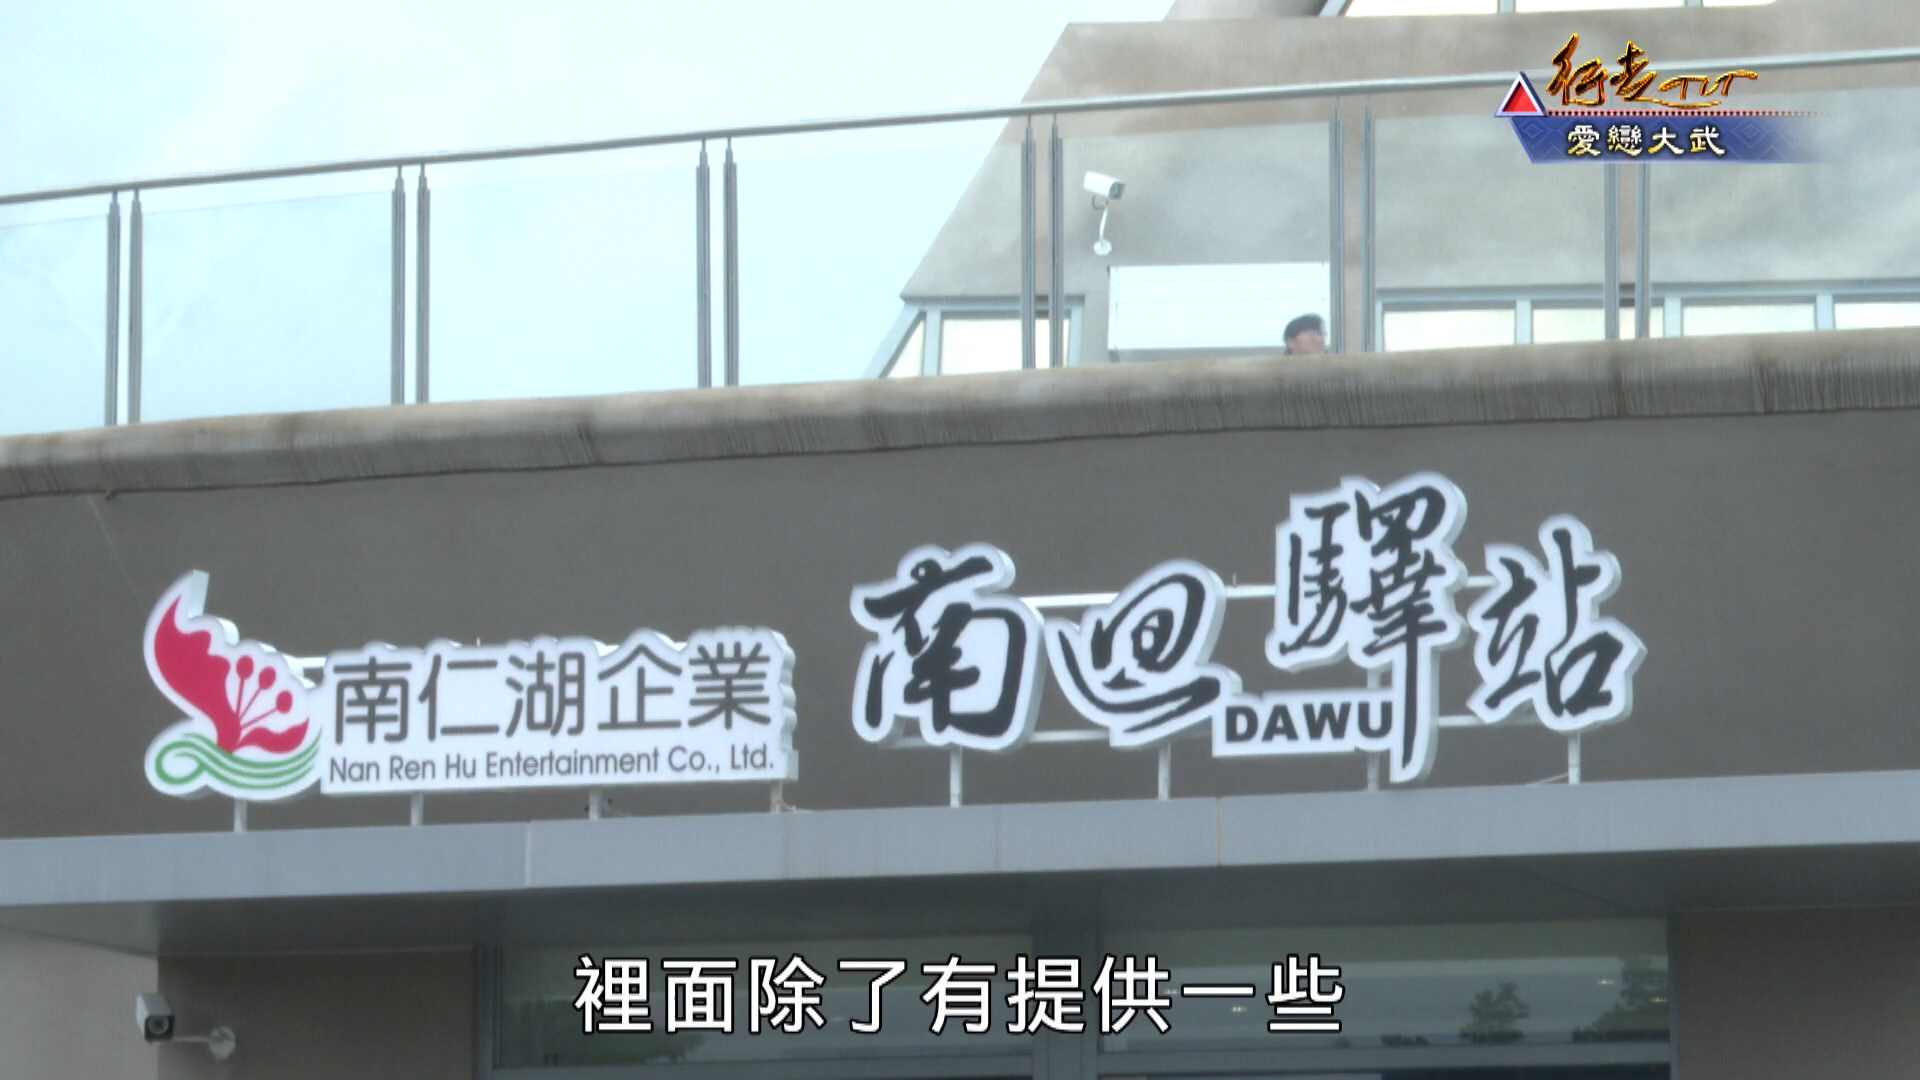 行走TIT
愛戀大武
南仁湖企業
Nan Ren Hu Entertainment Co., Ltd.
南迴驛站
DAWU
裡面除了有提供一些